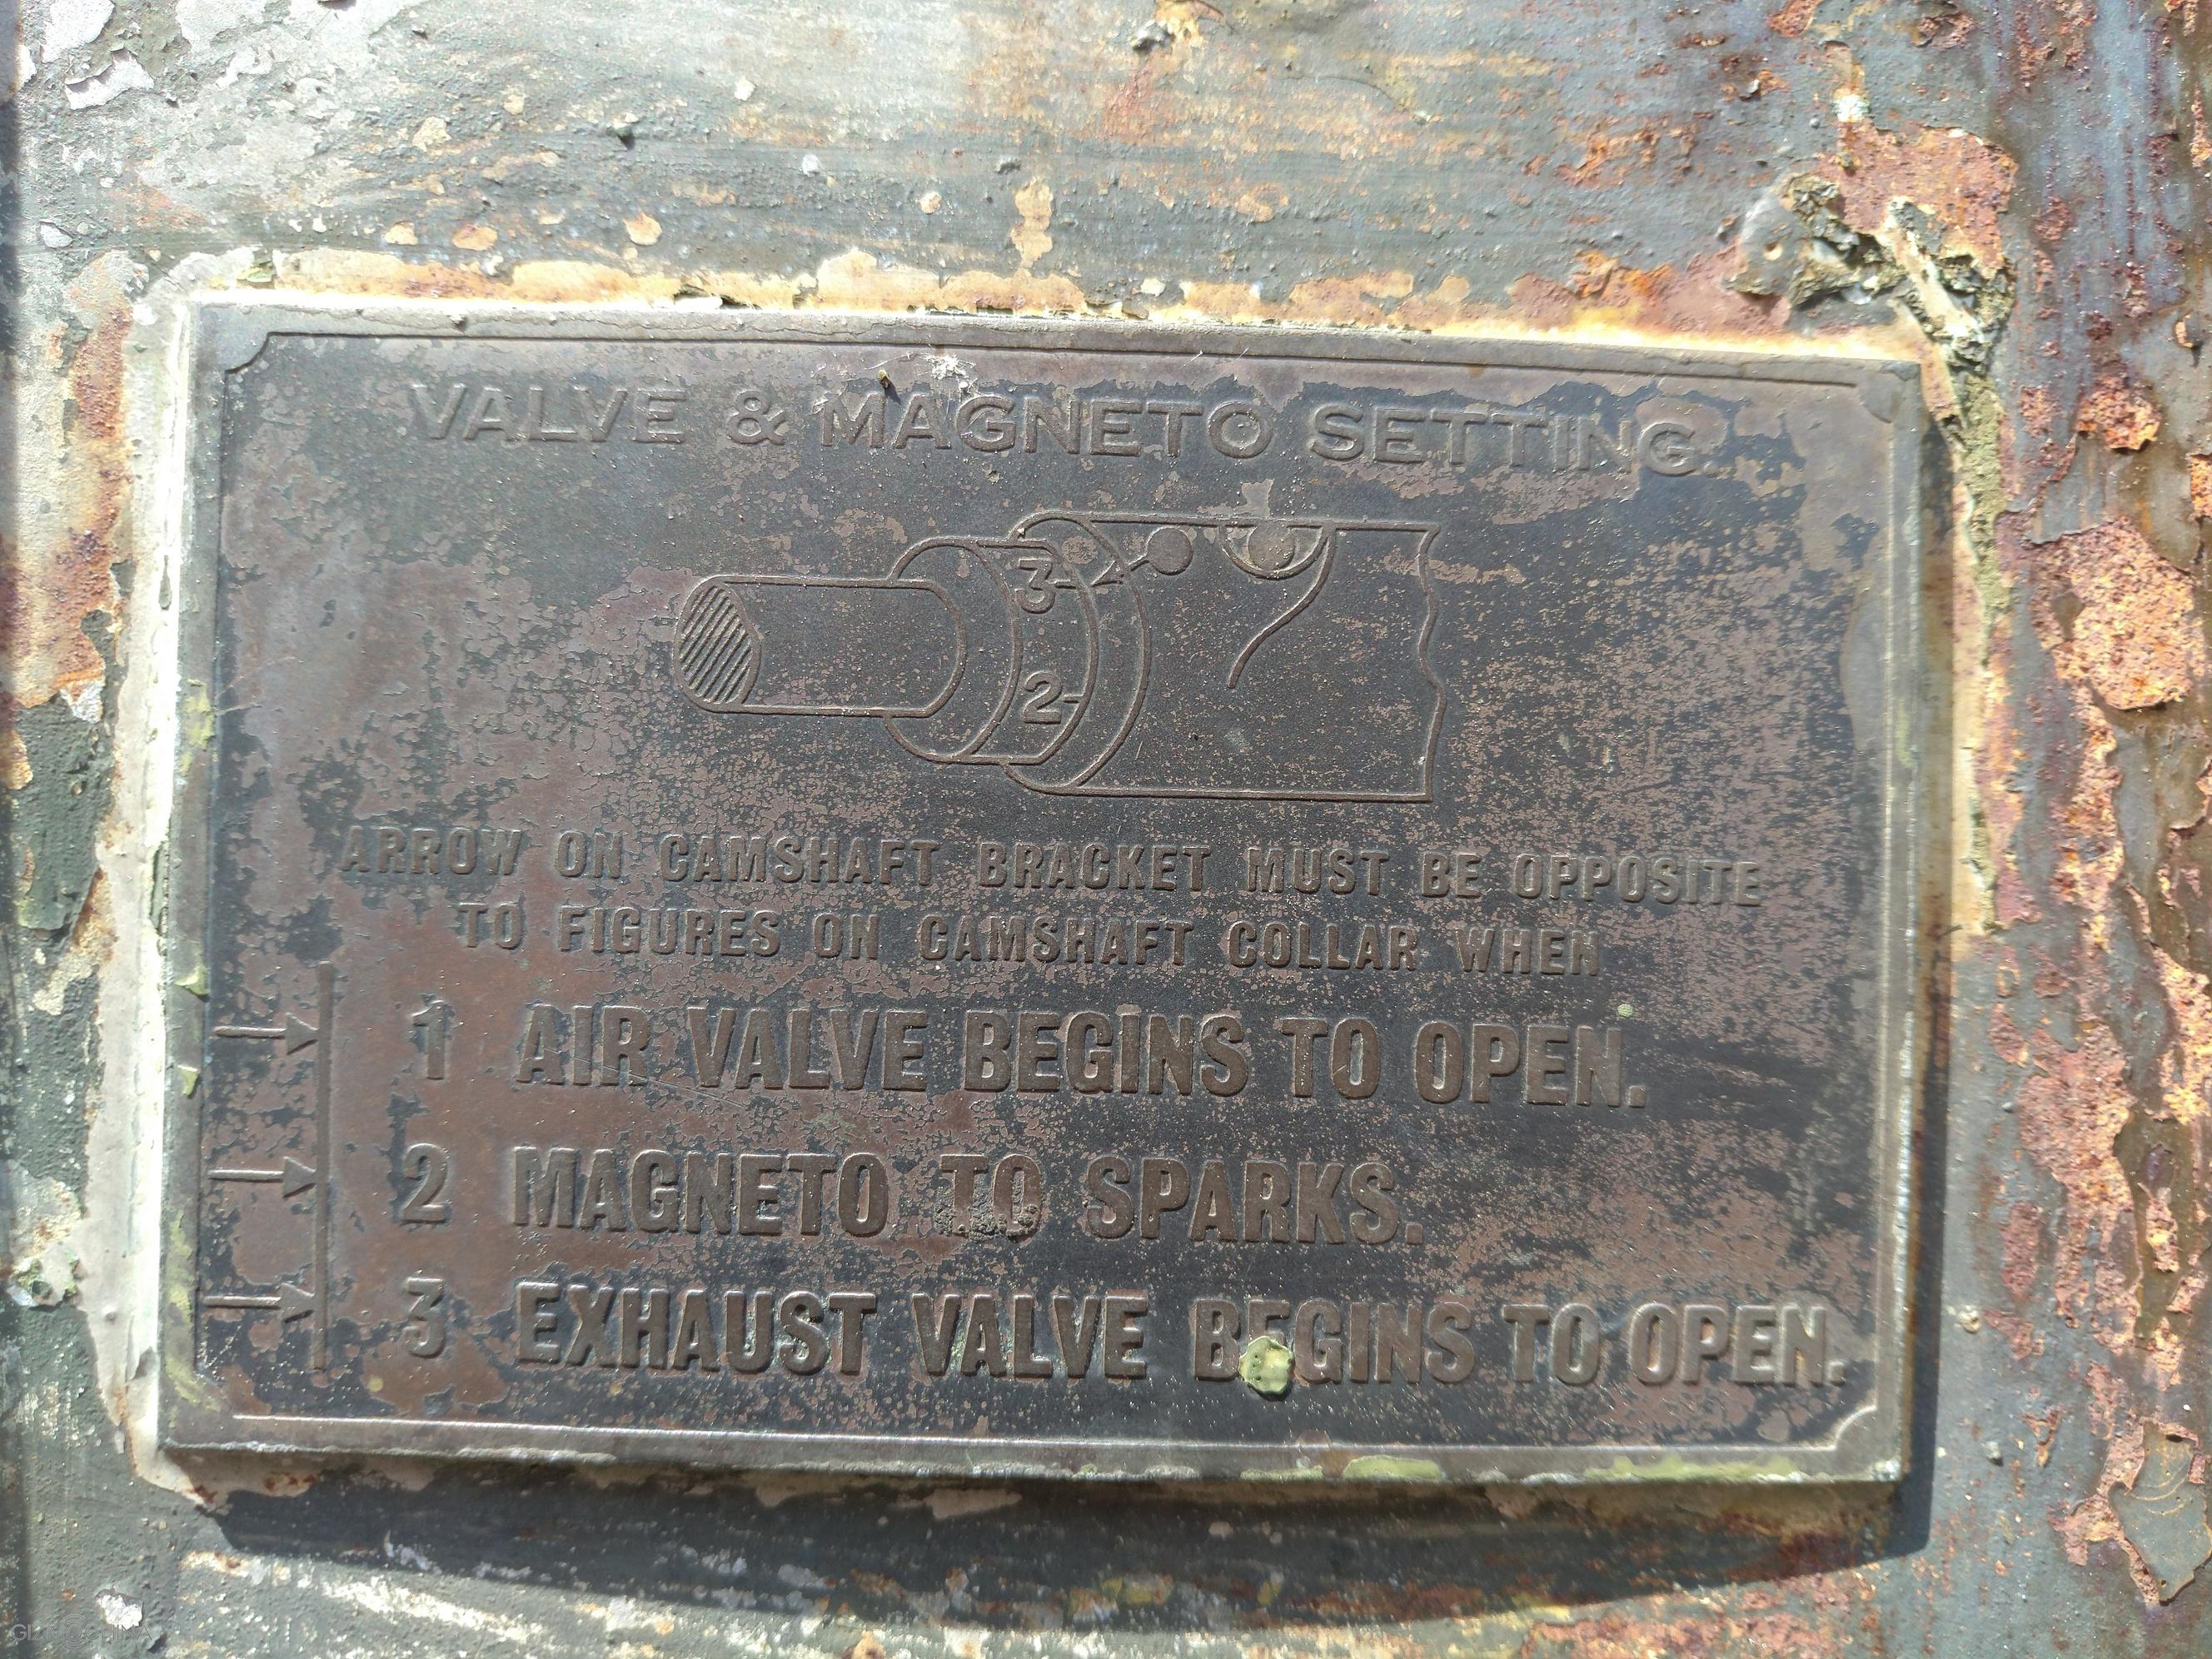 VALVE & MAGNETO SETTING.
3
2
ARROW ON CAMSHAFT BRACKET MUST BE OPPOSITE
TO FIGURES ON CAMSHAFT COLLAR WHEN
1 AIR VALVE BEGINS TO OPEN.
2 MAGNETO TO SPARKS.
3 EXHAUST VALVE BEGINS TO OPEN.